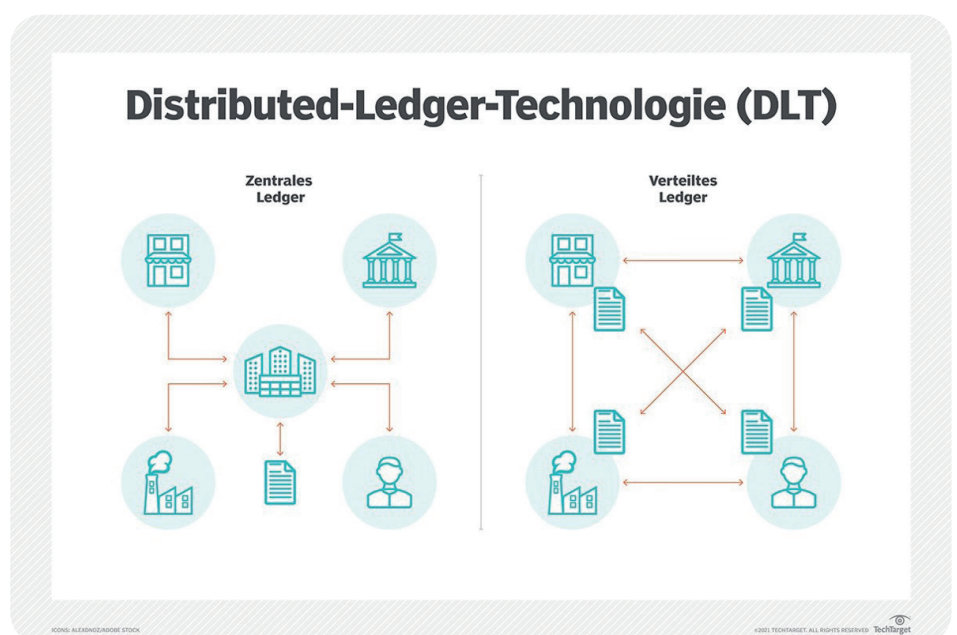 Distributed-Ledger-Technologie (DLT)
Zentrales
Ledger
Verteiltes
Ledger
ICONS: ALEXDNDZ/ADOBE STOCK
©2021 TECHTARGET. ALL RIGHTS RESERVED TechTarget